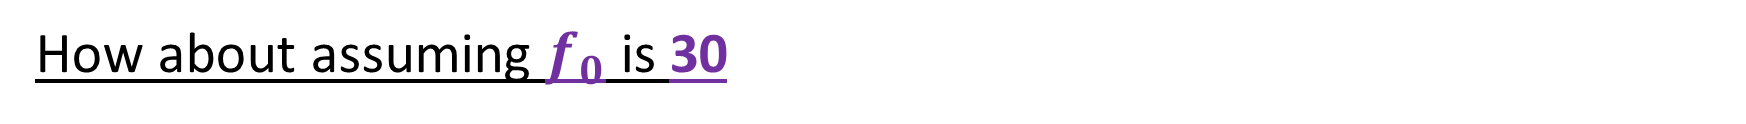 How about assuming f₀ is 30